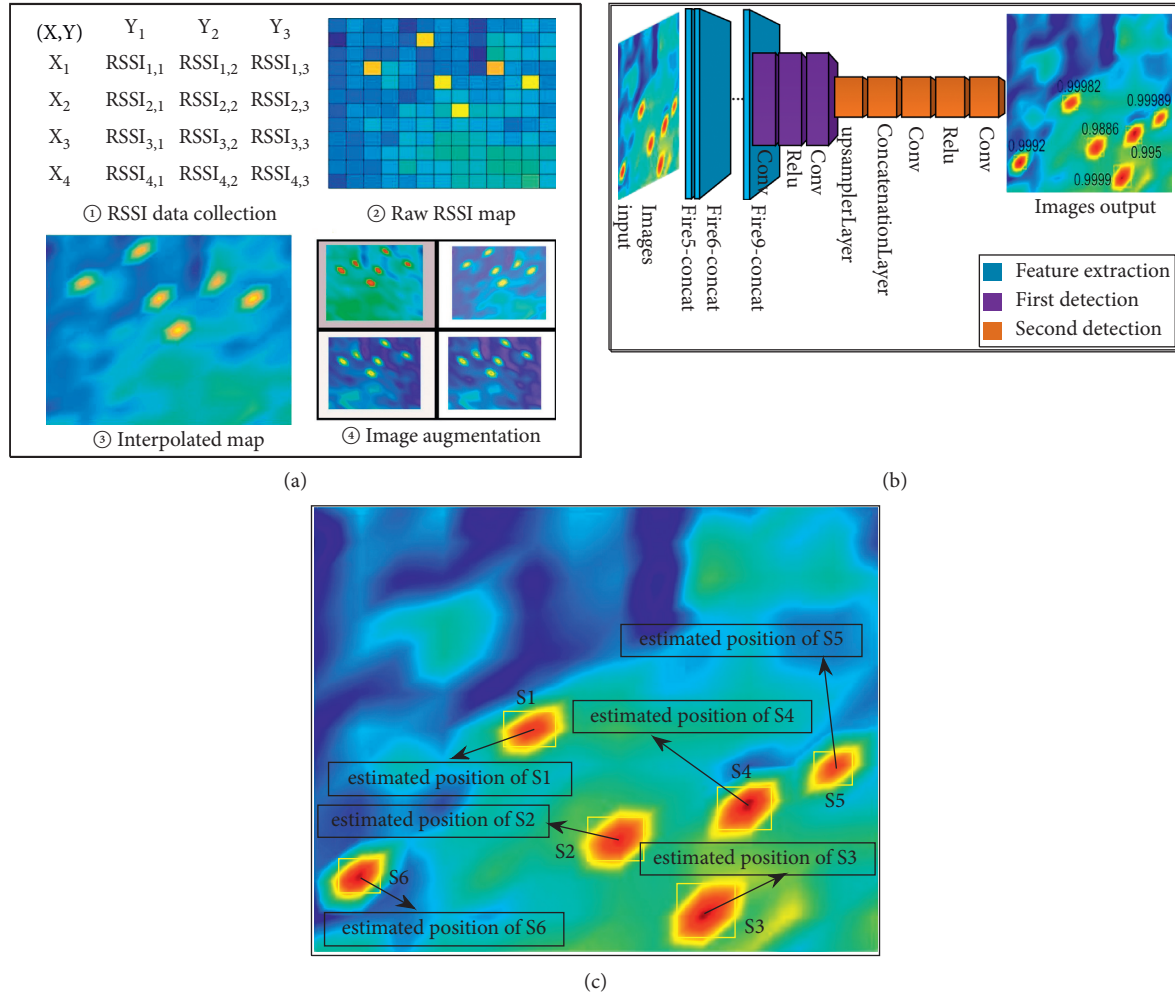 (X,Y) Y1 Y2 Y3
X1 RSSI1,1 RSSI1,2 RSSI1,3
X2 RSSI2,1 RSSI2,2 RSSI2,3
X3 RSSI3,1 RSSI3,2 RSSI3,3
X4 RSSI4,1 RSSI4,2 RSSI4,3
① RSSI data collection
② Raw RSSI map
③ Interpolated map
④ Image augmentation
(a)
Images
input
Fire5-concat
Fire6-concat
Fire9-concat
Conv
Relu
Conv
upsamplerLayer
ConcatenationLayer
Conv
Relu
Conv
0.99982
0.99989
0.9886
0.995
0.9992
0.9999
Images output
Feature extraction
First detection
Second detection
(b)
estimated position of S5
S1
estimated position of S4
estimated position of S1
S4
S5
estimated position of S2
S2
estimated position of S3
S6
S3
estimated position of S6
(c)